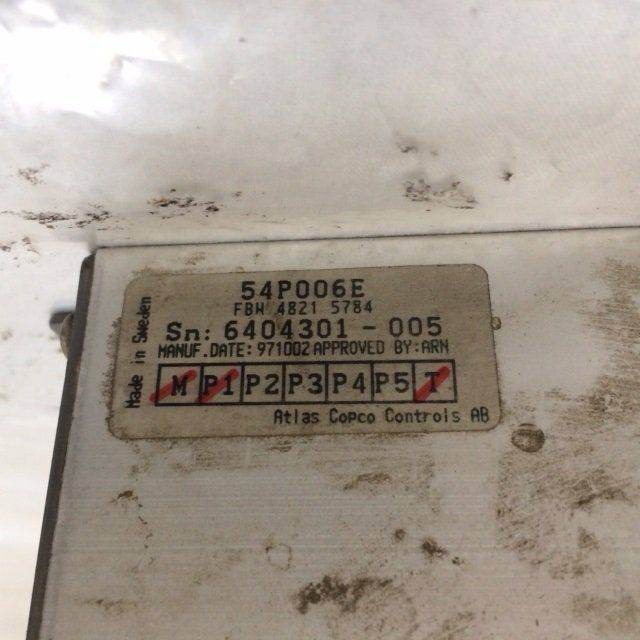 54P006E
FBW 4821 5784
Sn: 6404301-005
MANUF.DATE:971002 APPROVED BY:ARN
M P1 P2 P3 P4 P5 T
Atlas Copco Controls AB
Made in Sweden